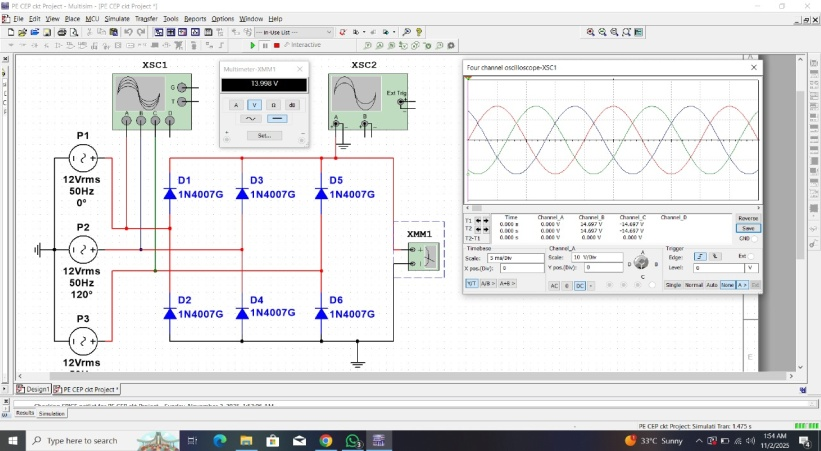 PE CEP ckt Project - Multisim - [PE CEP ckt Project *]
File Edit View Place MCU Simulate Transfer Tools Reports Options Window Help
--- In-Use List ---
Interactive
XSC1
G
T
A B C D
Multimeter-XMM1
13.998 V
A V Ω dB
Set...
XSC2
Ext Trig
A B
P1
12Vrms
50Hz
0°
P2
12Vrms
50Hz
120°
P3
12Vrms
D1
1N4007G
D3
1N4007G
D5
1N4007G
D2
1N4007G
D4
1N4007G
D6
1N4007G
XMM1
Four channel oscilloscope-XSC1
Time Channel_A Channel_B Channel_C Channel_D
T1 0.000 s 0.000 V 14.697 V -14.697 V
T2 0.000 s 0.000 V 14.697 V -14.697 V
T2-T1 0.000 s 0.000 V 0.000 V 0.000 V
Reverse
Save
GND
Timebase
Scale: 5 ms/Div
X pos.(Div): 0
Y/T A/B > A+B >
Channel_A
Scale: 10 V/Div
Y pos.(Div): 0
AC 0 DC -
A
B
C
D
Trigger
Edge: Ext
Level: 0 V
Single Normal Auto None A > Ext
E
Design1 PE CEP ckt Project *
Results Simulation
PE CEP ckt Project: Simulati Tran: 1.475 s
Type here to search
33°C Sunny
1:54 AM
11/2/2025